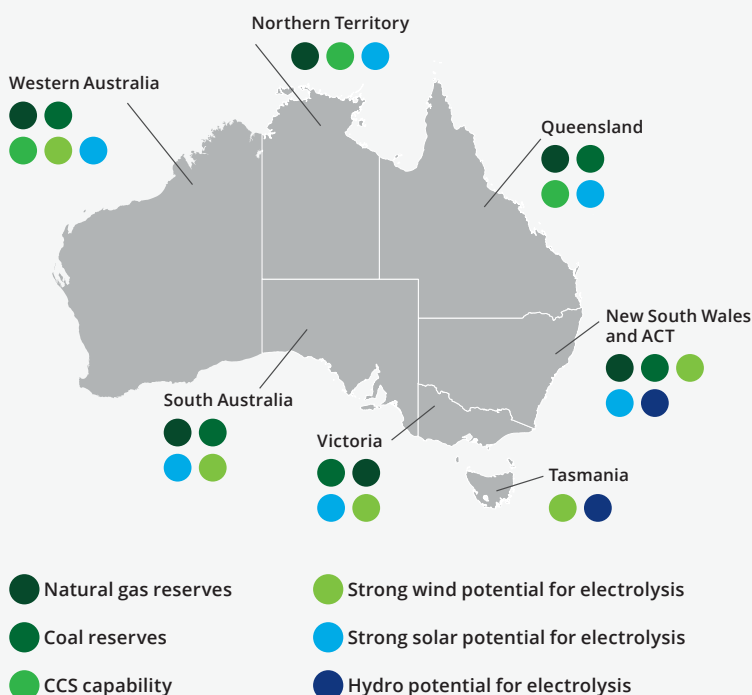 Northern Territory
Western Australia
Queensland
New South Wales
and ACT
South Australia
Victoria
Tasmania
Natural gas reserves
Strong wind potential for electrolysis
Coal reserves
Strong solar potential for electrolysis
CCS capability
Hydro potential for electrolysis